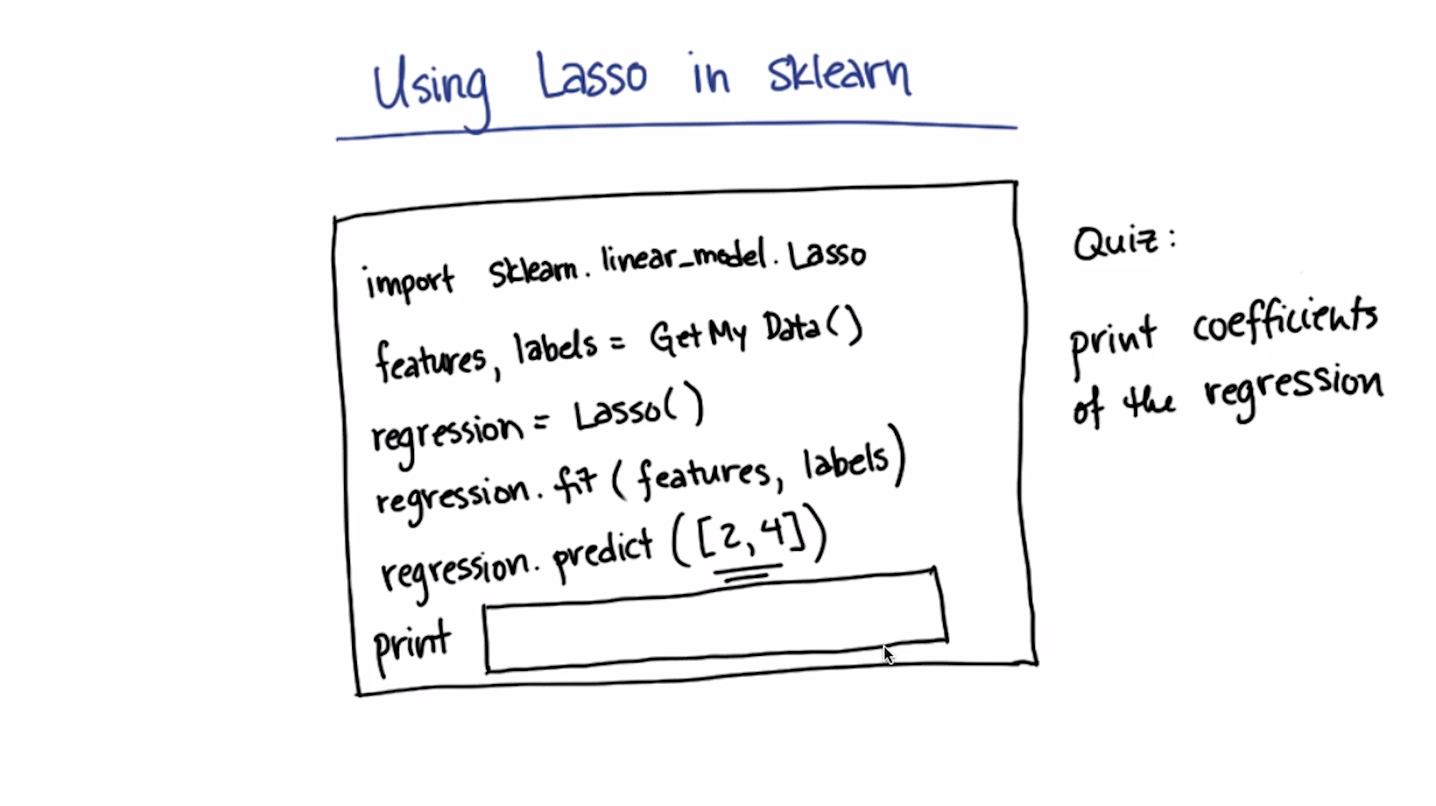 Using Lasso in sklearn
import sklearn.linear_model.Lasso
features, labels = GetMyData()
regression = Lasso()
regression.fit(features, labels)
regression.predict([2,4])
print
Quiz:
print coefficients
of the regression